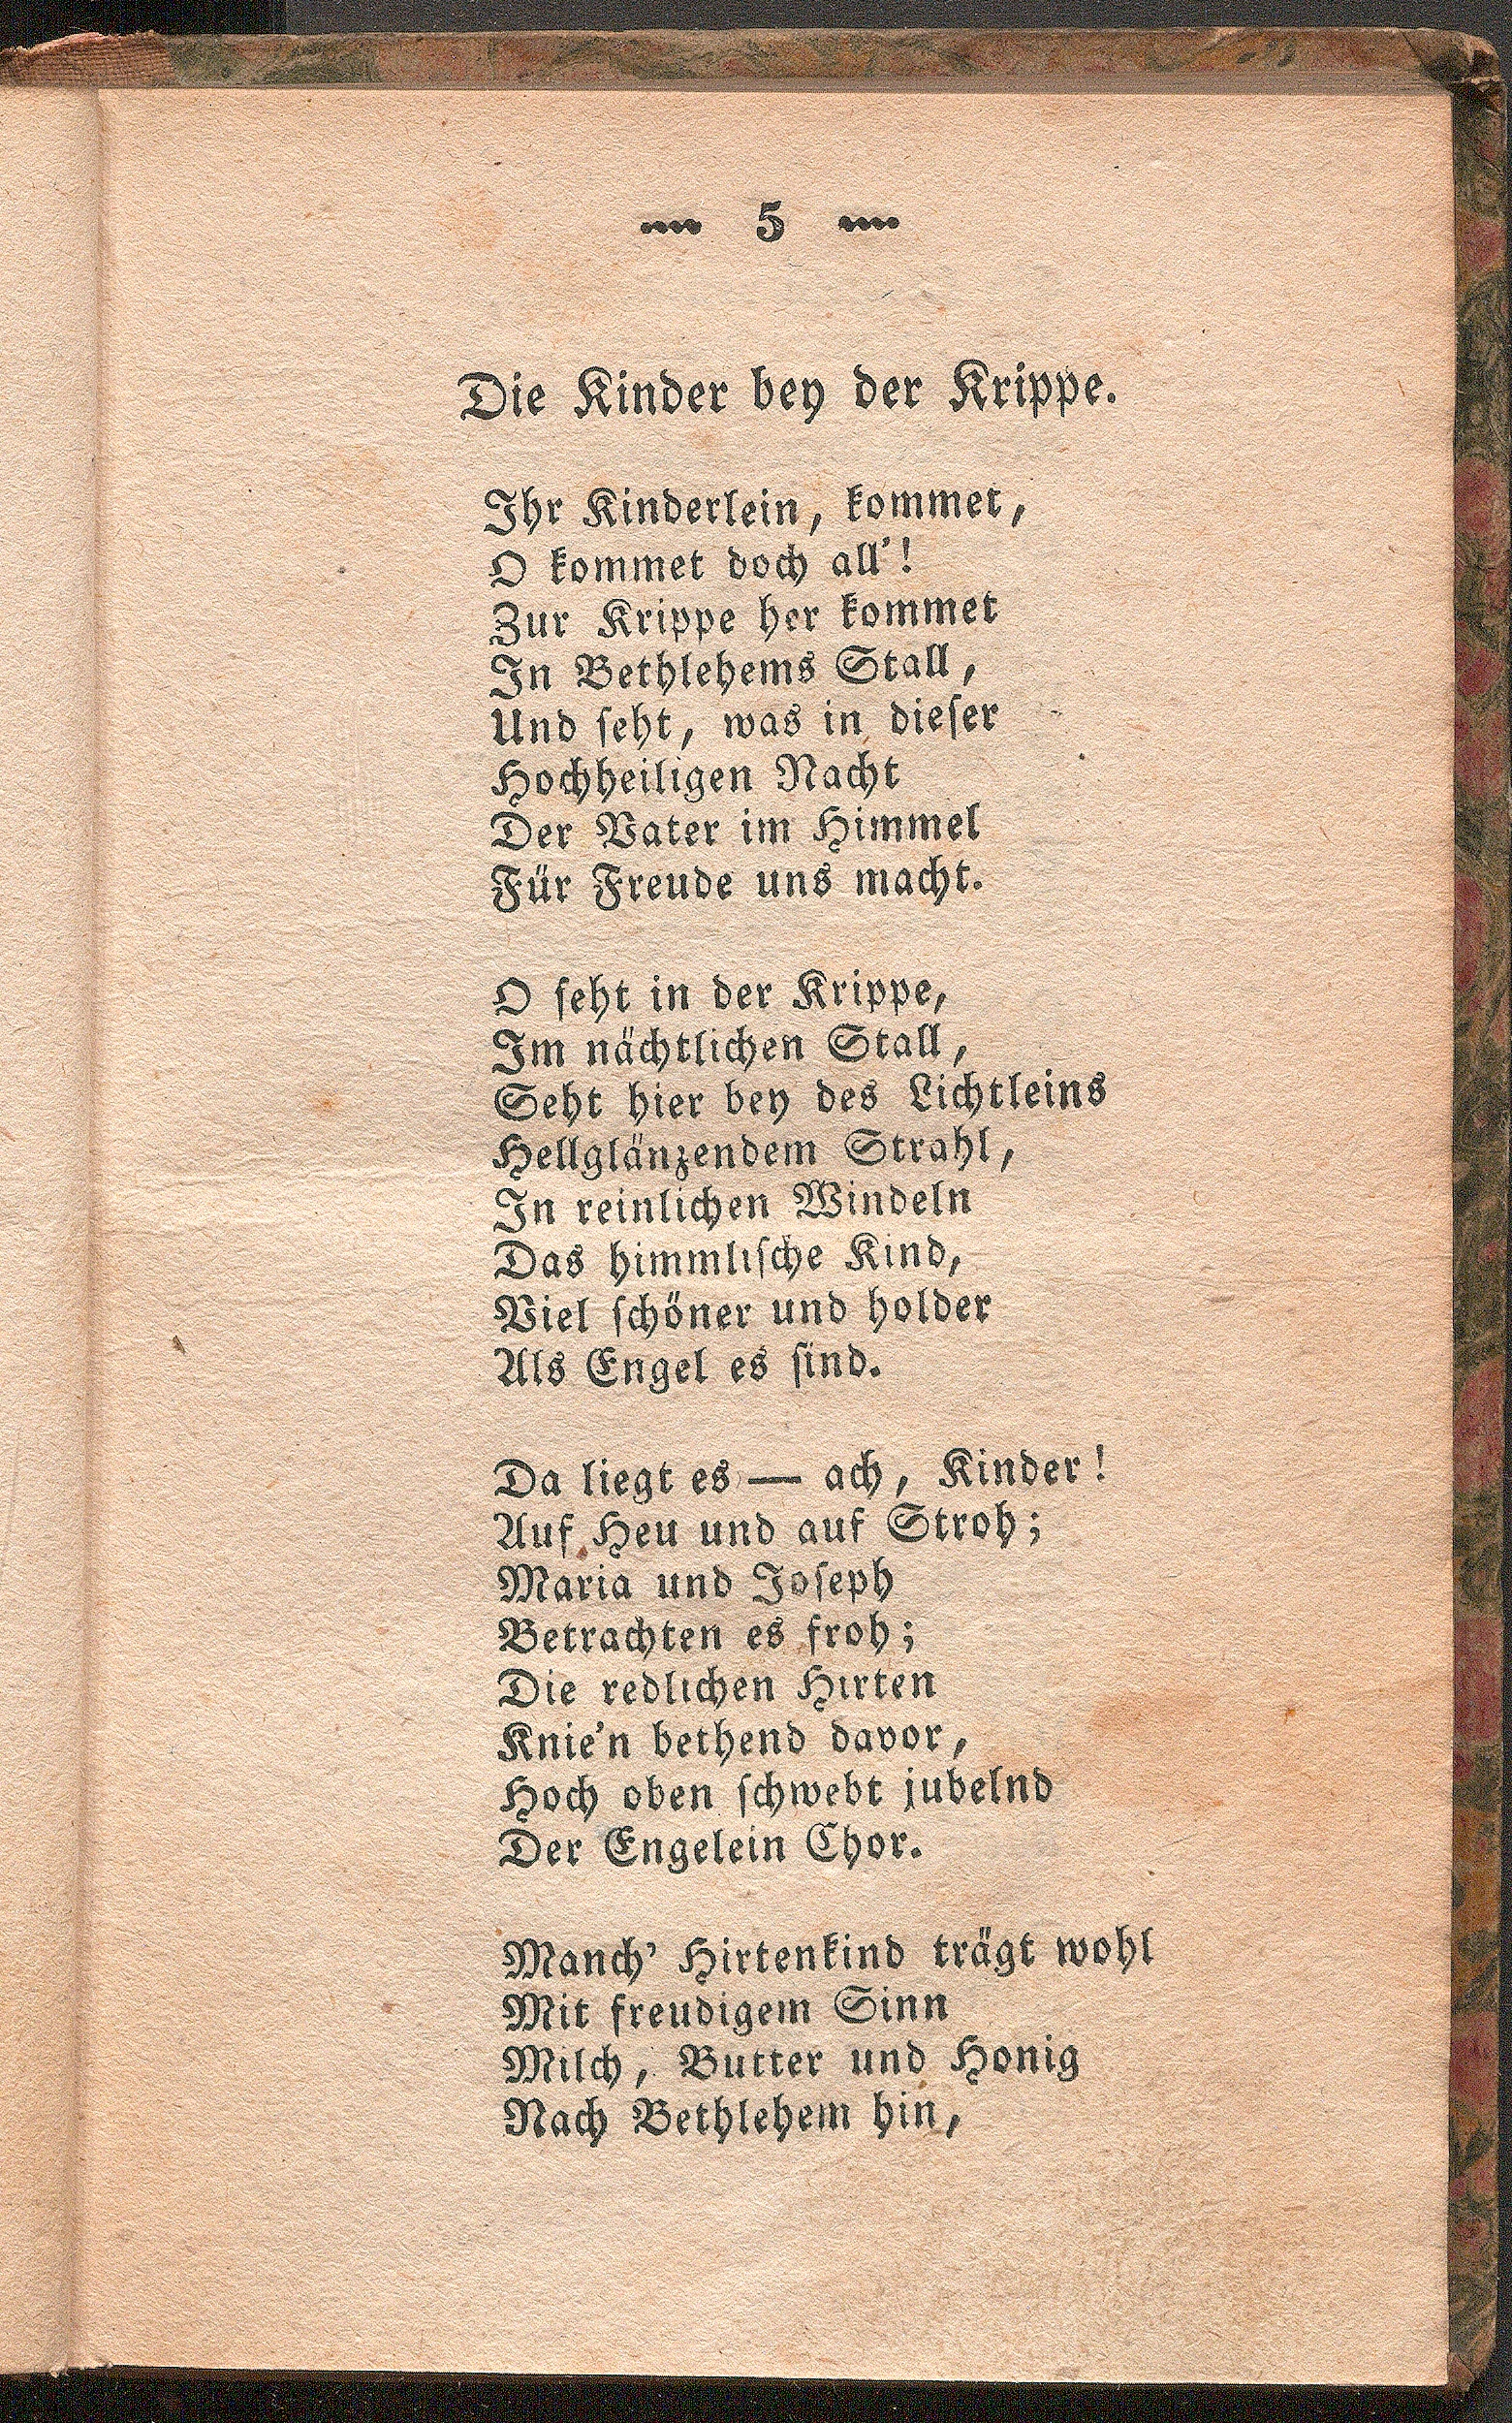 — 5 —
Die Kinder bey der Krippe.
Ihr Kinderlein, kommet,
O kommet doch all’!
Zur Krippe her kommet
In Bethlehems Stall,
Und ſeht, was in dieſer
Hochheiligen Nacht
Der Vater im Himmel
Für Freude uns macht.
O ſeht in der Krippe,
Im nächtlichen Stall,
Seht hier bey des Lichtleins
Hellglänzendem Strahl,
In reinlichen Windeln
Das himmliſche Kind,
Viel ſchöner und holder
Als Engel es ſind.
Da liegt es — ach, Kinder!
Auf Heu und auf Stroh;
Maria und Joſeph
Betrachten es froh;
Die redlichen Hirten
Knie’n bethend davor,
Hoch oben ſchwebt jubelnd
Der Engelein Chor.
Manch’ Hirtenkind trägt wohl
Mit freudigem Sinn
Milch, Butter und Honig
Nach Bethlehem hin,